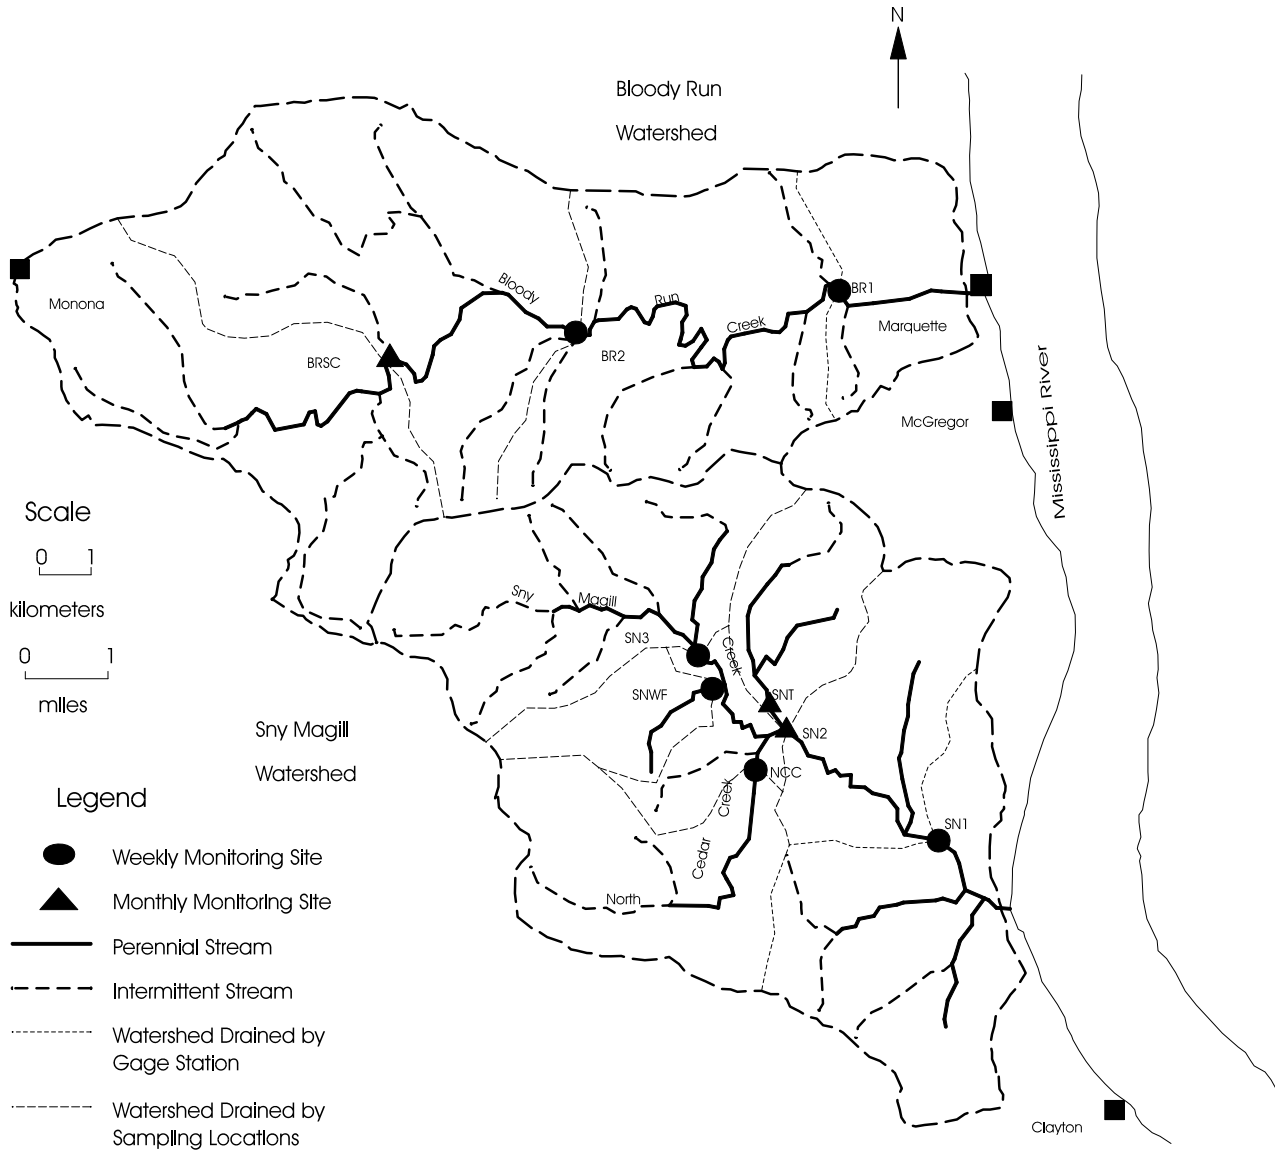 N
Bloody Run
Watershed
Monona
Bloody
Run
Creek
BR1
Marquette
BRSC
BR2
McGregor
Mississippi River
Scale
0 1
kilometers
0 1
miles
Sny
Magill
Creek
SN3
SNWF
SNT
SN2
NCC
Sny Magill
Watershed
Cedar
Creek
North
SN1
Clayton
Legend
Weekly Monitoring Site
Monthly Monitoring Site
Perennial Stream
Intermittent Stream
Watershed Drained by
Gage Station
Watershed Drained by
Sampling Locations